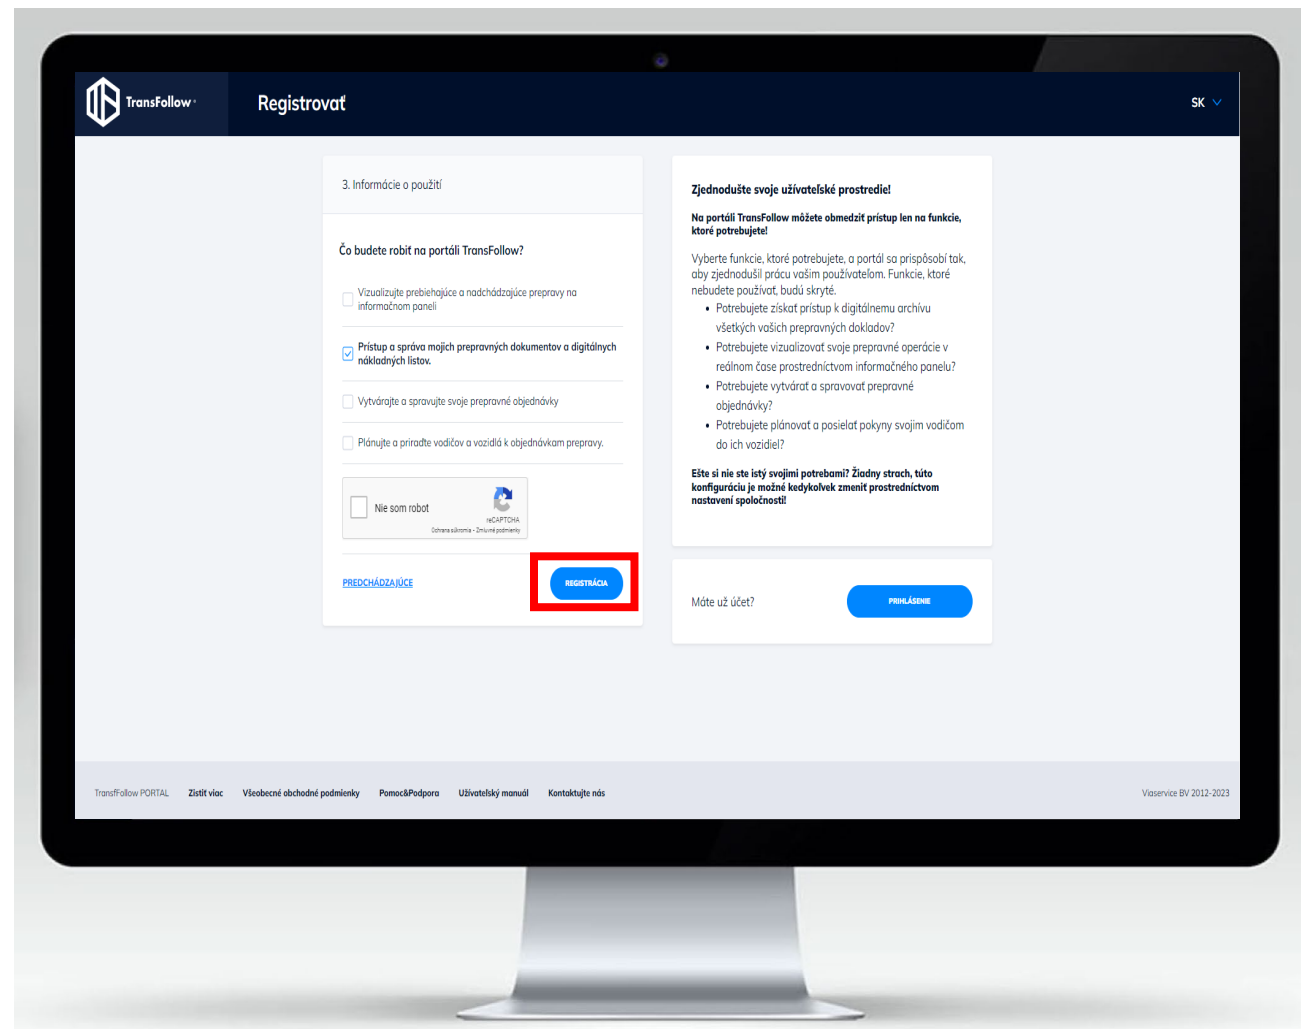 TransFollow
Registrovať
SK
3. Informácie o použití
Čo budete robiť na portáli TransFollow?
Vizualizujte prebiehajúce a nadchádzajúce prepravy na
informačnom paneli
Prístup a správa mojich prepravných dokumentov a digitálnych
nákladných listov.
Vytvárajte a spravujte svoje prepravné objednávky
Plánujte a priraďte vodičov a vozidlá k objednávkam prepravy.
Nie som robot
reCAPTCHA
Ochrana súkromia - Zmluvné podmienky
PREDCHÁDZAJÚCE
REGISTRÁCIA
Zjednodušte svoje užívateľské prostredie!
Na portáli TransFollow môžete obmedziť prístup len na funkcie,
ktoré potrebujete!
Vyberte funkcie, ktoré potrebujete, a portál sa prispôsobí tak,
aby zjednodušil prácu vašim používateľom. Funkcie, ktoré
nebudete používať, budú skryté.
• Potrebujete získať prístup k digitálnemu archívu
všetkých vašich prepravných dokladov?
• Potrebujete vizualizovať svoje prepravné operácie v
reálnom čase prostredníctvom informačného panelu?
• Potrebujete vytvárať a spravovať prepravné
objednávky?
• Potrebujete plánovať a posielať pokyny svojim vodičom
do ich vozidiel?
Ešte si nie ste istý svojimi potrebami? Žiadny strach, túto
konfiguráciu je možné kedykoľvek zmeniť prostredníctvom
nastavení spoločnosti!
Máte už účet?
PRIHLÁSENIE
TransfFollow PORTAL Zistiť viac Všeobecné obchodné podmienky Pomoc&Podpora Užívateľský manuál Kontaktujte nás
Viaservice BV 2012-2023